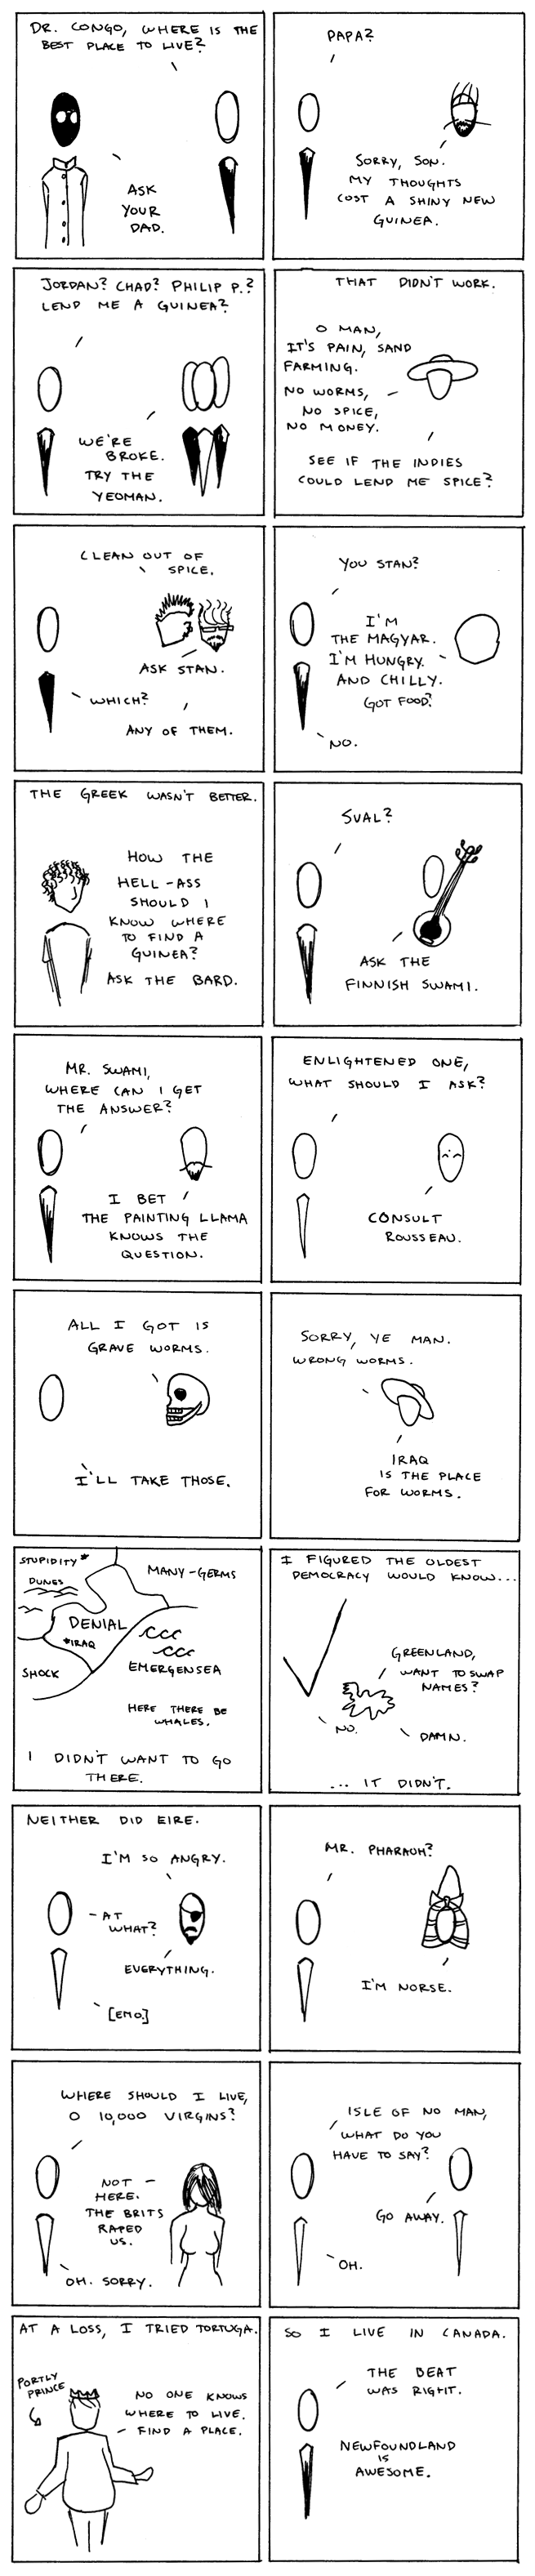 DR. CONGO, WHERE IS THE
BEST PLACE TO LIVE?
ASK
YOUR
DAD.
PAPA?
SORRY, SON.
MY THOUGHTS
COST A SHINY NEW
GUINEA.
JORDAN? CHAD? PHILIP P.?
LEND ME A GUINEA?
WE'RE
BROKE.
TRY THE
YEOMAN.
THAT DIDN'T WORK.
O MAN,
IT'S PAIN, SAND
FARMING.
NO WORMS,
NO SPICE,
NO MONEY.
SEE IF THE INDIES
COULD LEND ME SPICE?
CLEAN OUT OF
SPICE.
ASK STAN.
WHICH?
ANY OF THEM.
YOU STAN?
I'M
THE MAGYAR.
I'M HUNGRY.
AND CHILLY.
GOT FOOD?
NO.
THE GREEK WASN'T BETTER.
HOW THE
HELL-ASS
SHOULD I
KNOW WHERE
TO FIND A
GUINEA?
ASK THE BARD.
SVAL?
ASK THE
FINNISH SWAMI.
MR. SWAMI,
WHERE CAN I GET
THE ANSWER?
I BET
THE PAINTING LLAMA
KNOWS THE
QUESTION.
ENLIGHTENED ONE,
WHAT SHOULD I ASK?
CONSULT
ROUSSEAU.
ALL I GOT IS
GRAVE WORMS.
I'LL TAKE THOSE.
SORRY, YE MAN.
WRONG WORMS.
IRAQ
IS THE PLACE
FOR WORMS.
STUPIDITY*
DUNES
MANY-GERMS
DENIAL
*IRAQ
SHOCK
EMERGENSEA
HERE THERE BE
WHALES.
I DIDN'T WANT TO GO
THERE.
I FIGURED THE OLDEST
DEMOCRACY WOULD KNOW...
GREENLAND,
WANT TO SWAP
NAMES?
NO.
DAMN.
... IT DIDN'T.
NEITHER DID EIRE.
I'M SO ANGRY.
AT
WHAT?
EVERYTHING.
[EMO.]
MR. PHARAOH?
I'M NORSE.
WHERE SHOULD I LIVE,
O 10,000 VIRGINS?
NOT
HERE.
THE BRITS
RAPED
US.
OH. SORRY.
ISLE OF NO MAN,
WHAT DO YOU
HAVE TO SAY?
GO AWAY.
OH.
AT A LOSS, I TRIED TORTUGA.
PORTLY
PRINCE
NO ONE KNOWS
WHERE TO LIVE.
FIND A PLACE.
SO I LIVE IN CANADA.
THE BEAT
WAS RIGHT.
NEWFOUNDLAND
IS
AWESOME.